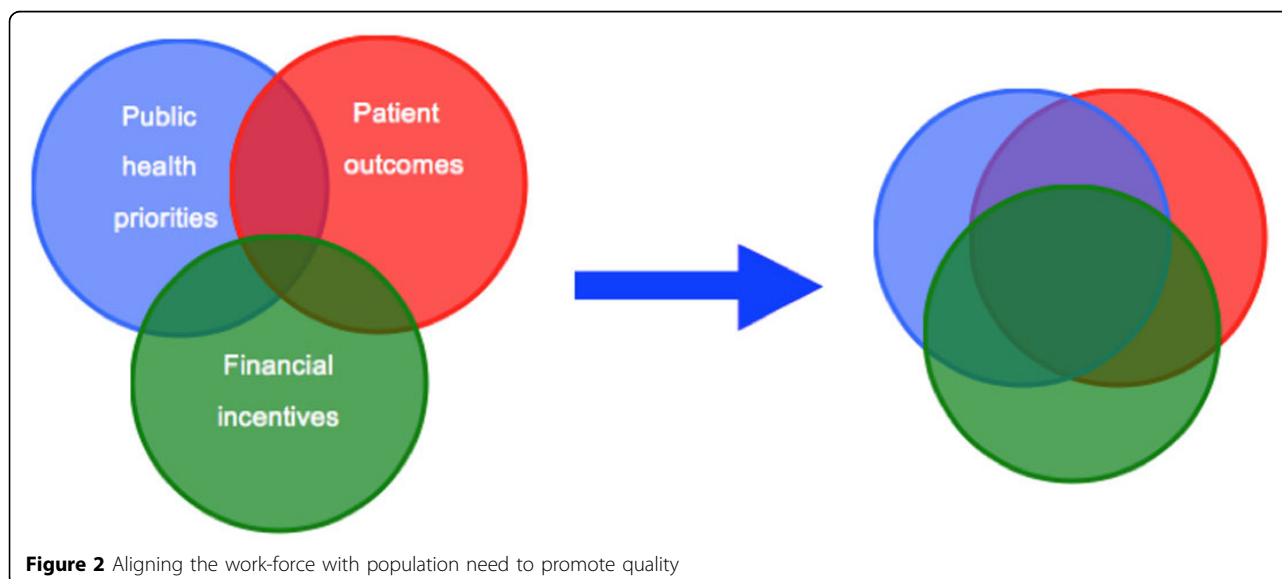 Public
health
priorities
Patient
outcomes
Financial
incentives
Figure 2 Aligning the work-force with population need to promote quality